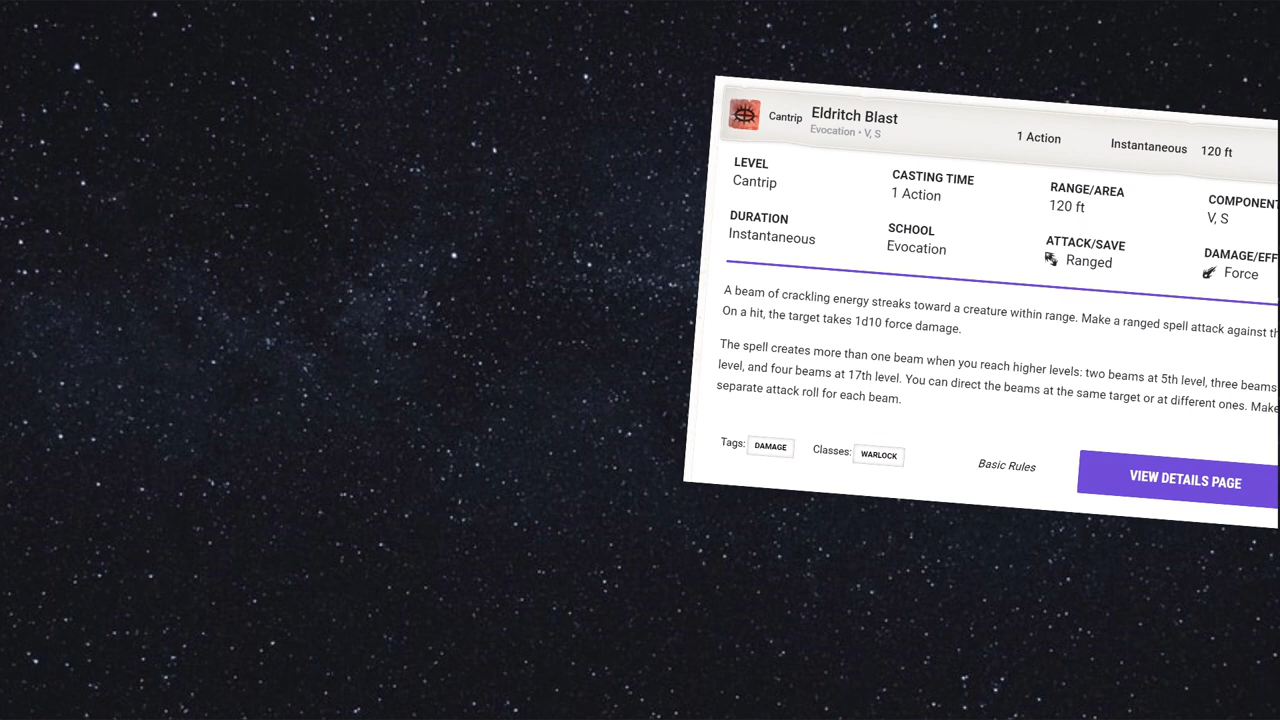 Cantrip Eldritch Blast 1 Action Instantaneous 120 ft
Evocation • V, S
LEVEL CASTING TIME RANGE/AREA COMPONENT
Cantrip 1 Action 120 ft V, S
DURATION SCHOOL ATTACK/SAVE DAMAGE/EFF
Instantaneous Evocation Ranged Force
A beam of crackling energy streaks toward a creature within range. Make a ranged spell attack against
On a hit, the target takes 1d10 force damage.
The spell creates more than one beam when you reach higher levels: two beams at 5th level, three beams
level, and four beams at 17th level. You can direct the beams at the same target or at different ones. Make
separate attack roll for each beam.
Tags: DAMAGE Classes: WARLOCK Basic Rules VIEW DETAILS PAGE